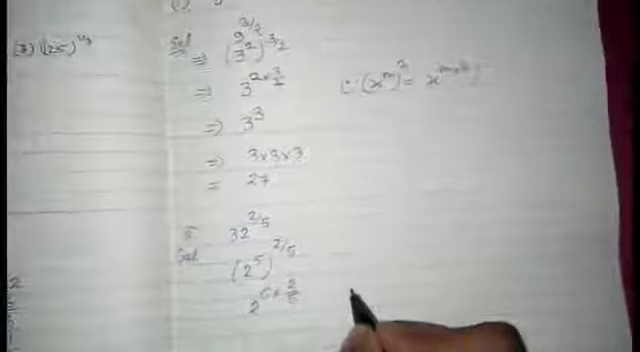 (3) (125)^1/3
(i)
Sol 9^3/2
=> (3^2)^3/2
=> 3^2×3/2
∵ (x^m)^n = x^m×n
=> 3^3
=> 3×3×3
= 27
32^2/5
Sol (2^5)^2/5
2^5×2/5